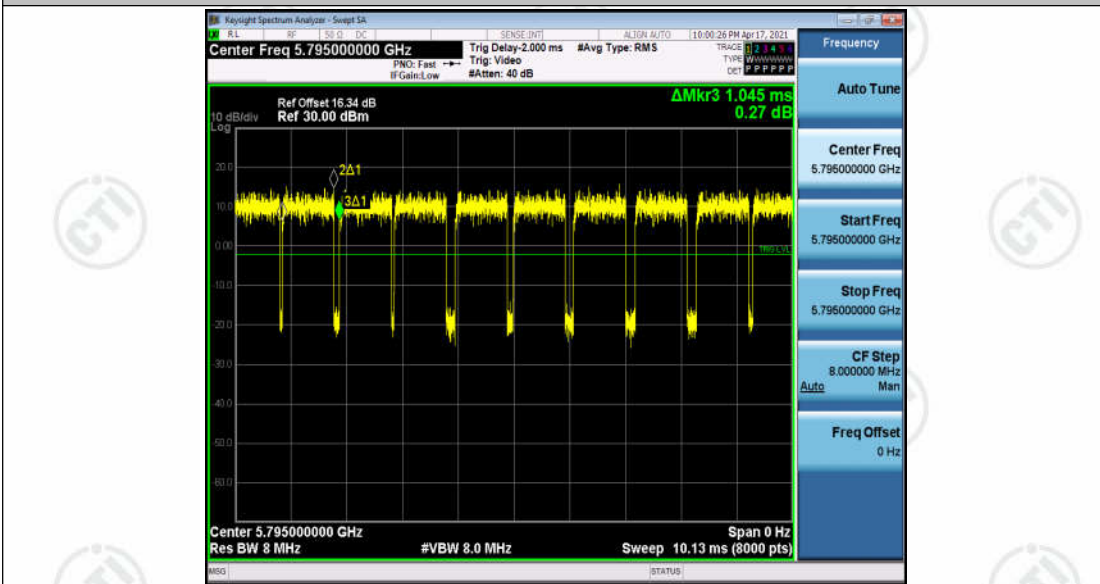 Keysight Spectrum Analyzer - Swept SA
RL RF 50 Ω DC SENSE:INT ALIGN AUTO 10:00:26 PM Apr 17, 2021
Center Freq 5.795000000 GHz
PNO: Fast
IFGain:Low
Trig Delay-2.000 ms
Trig: Video
#Atten: 40 dB
#Avg Type: RMS
TRACE 1 2 3 4 5 6
TYPE WWWWWW
DET P P P P P P
Frequency
ΔMkr3 1.045 ms
0.27 dB
Ref Offset 16.34 dB
10 dB/div Ref 30.00 dBm
Log
20.0
10.0
0.00
-10.0
-20.0
-30.0
-40.0
-50.0
-60.0
2Δ1
3Δ1
TRIG LVL
Center 5.795000000 GHz Span 0 Hz
Res BW 8 MHz #VBW 8.0 MHz Sweep 10.13 ms (8000 pts)
MSG STATUS
Auto Tune
Center Freq
5.795000000 GHz
Start Freq
5.795000000 GHz
Stop Freq
5.795000000 GHz
CF Step
8.000000 MHz
Auto Man
Freq Offset
0 Hz
CTI
CTI